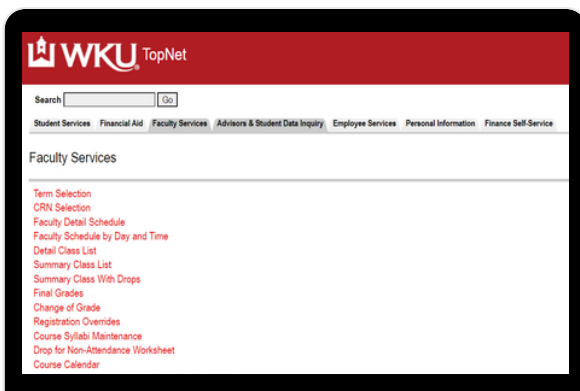 WKU TopNet
Search Go
Student Services Financial Aid Faculty Services Advisors & Student Data Inquiry Employee Services Personal Information Finance Self-Service
Faculty Services
Term Selection
CRN Selection
Faculty Detail Schedule
Faculty Schedule by Day and Time
Detail Class List
Summary Class List
Summary Class With Drops
Final Grades
Change of Grade
Registration Overrides
Course Syllabi Maintenance
Drop for Non-Attendance Worksheet
Course Calendar